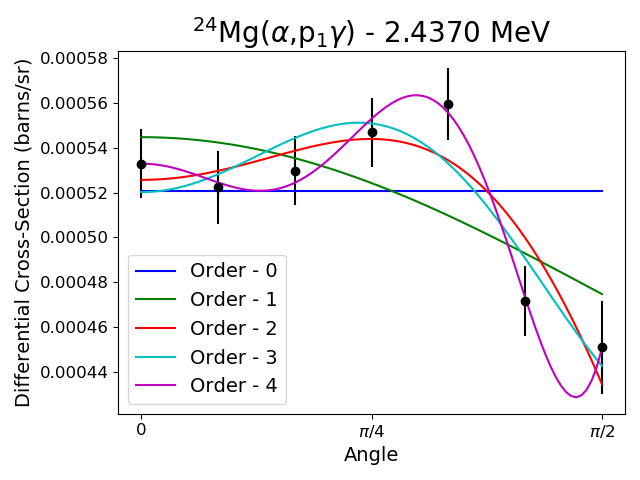 ²⁴Mg(α,p₁γ) - 2.4370 MeV
Differential Cross-Section (barns/sr)
0.00058
0.00056
0.00054
0.00052
0.00050
0.00048
0.00046
0.00044
Order - 0
Order - 1
Order - 2
Order - 3
Order - 4
0 π/4 π/2
Angle